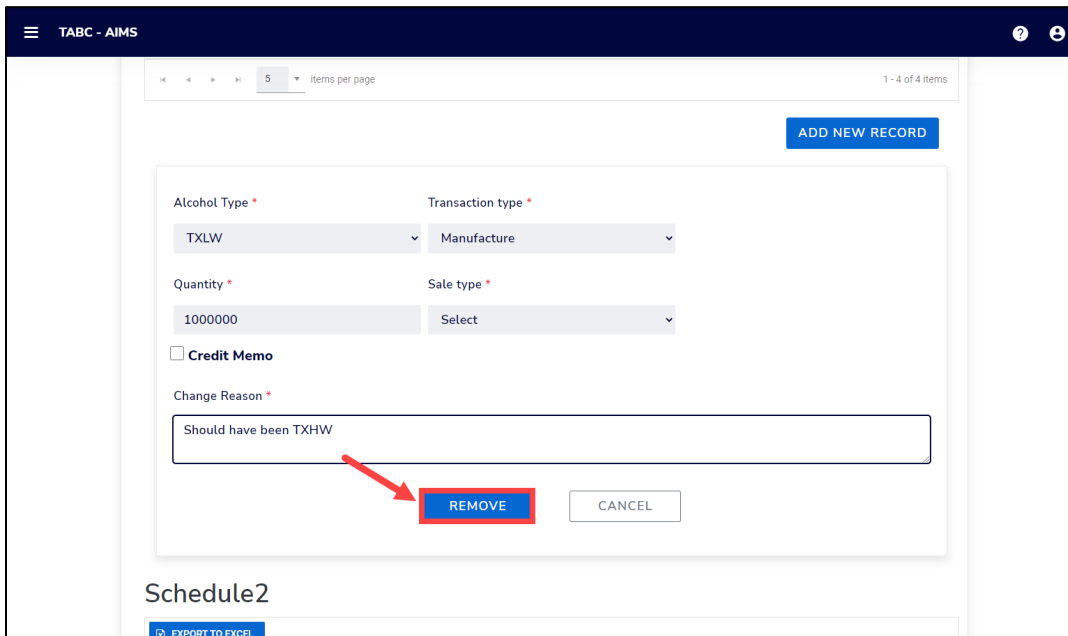 TABC - AIMS
5 items per page 1 - 4 of 4 items
ADD NEW RECORD
Alcohol Type * Transaction type *
TXLW Manufacture
Quantity * Sale type *
1000000 Select
Credit Memo
Change Reason *
Should have been TXHW
REMOVE CANCEL
Schedule2
EXPORT TO EXCEL